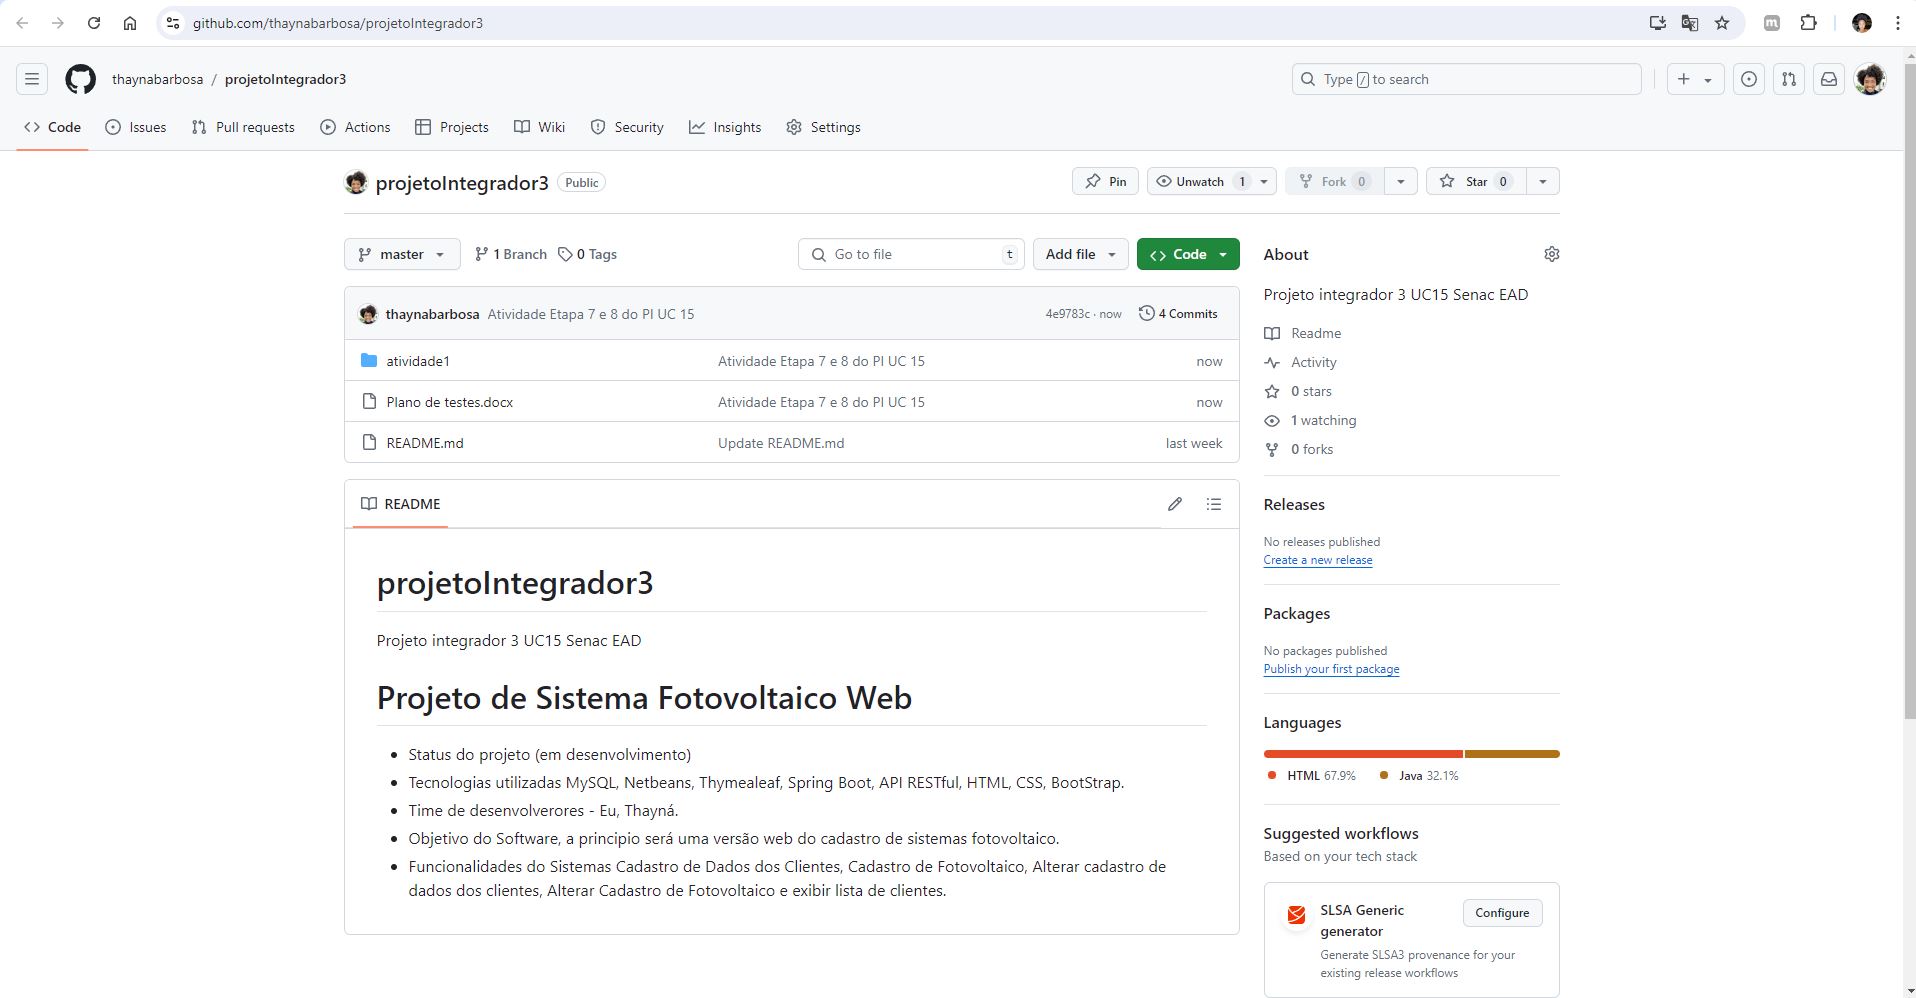 github.com/thaynabarbosa/projetoIntegrador3
thaynabarbosa / projetoIntegrador3
Type / to search
Code Issues Pull requests Actions Projects Wiki Security Insights Settings
projetoIntegrador3 Public
Pin Unwatch 1 Fork 0 Star 0
master 1 Branch 0 Tags Go to file t Add file Code
thaynabarbosa Atividade Etapa 7 e 8 do PI UC 15 4e9783c · now 4 Commits
atividade1 Atividade Etapa 7 e 8 do PI UC 15 now
Plano de testes.docx Atividade Etapa 7 e 8 do PI UC 15 now
README.md Update README.md last week
README
projetoIntegrador3
Projeto integrador 3 UC15 Senac EAD
Projeto de Sistema Fotovoltaico Web
Status do projeto (em desenvolvimento)
Tecnologias utilizadas MySQL, Netbeans, Thymealeaf, Spring Boot, API RESTful, HTML, CSS, BootStrap.
Time de desenvolverores - Eu, Thayná.
Objetivo do Software, a principio será uma versão web do cadastro de sistemas fotovoltaico.
Funcionalidades do Sistemas Cadastro de Dados dos Clientes, Cadastro de Fotovoltaico, Alterar cadastro de
dados dos clientes, Alterar Cadastro de Fotovoltaico e exibir lista de clientes.
About
Projeto integrador 3 UC15 Senac EAD
Readme
Activity
0 stars
1 watching
0 forks
Releases
No releases published
Create a new release
Packages
No packages published
Publish your first package
Languages
HTML 67.9% Java 32.1%
Suggested workflows
Based on your tech stack
SLSA Generic
generator
Configure
Generate SLSA3 provenance for your
existing release workflows